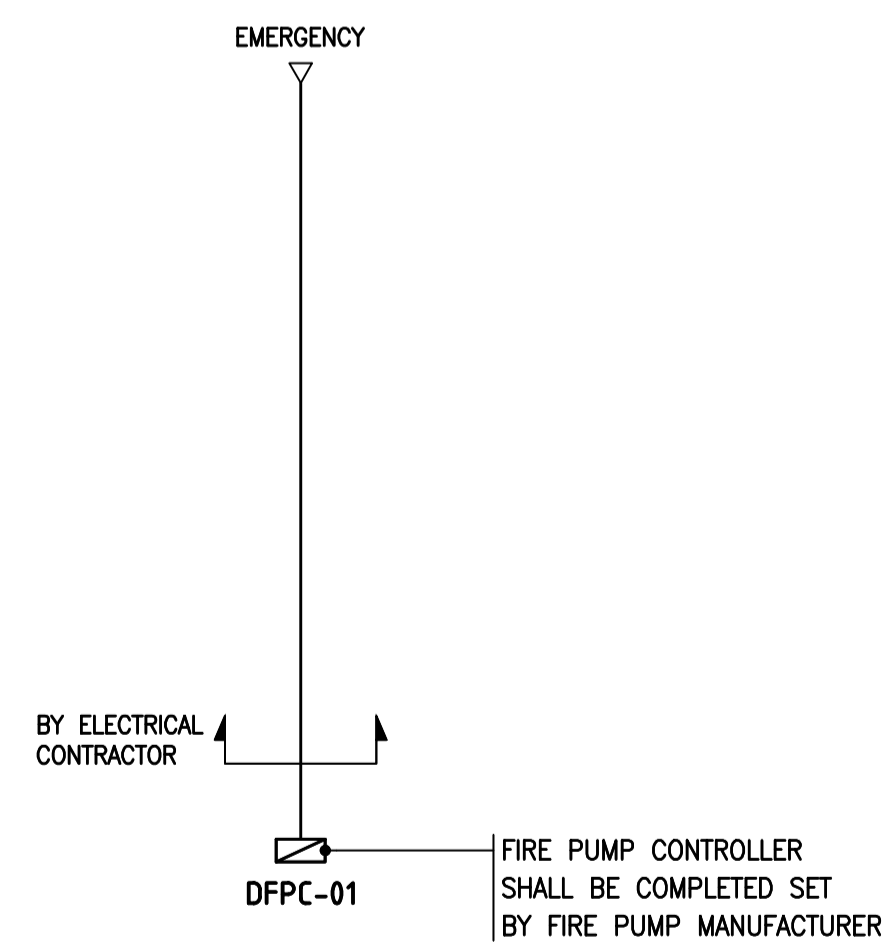 EMERGENCY
BY ELECTRICAL
CONTRACTOR
DFPC-01
FIRE PUMP CONTROLLER
SHALL BE COMPLETED SET
BY FIRE PUMP MANUFACTURER